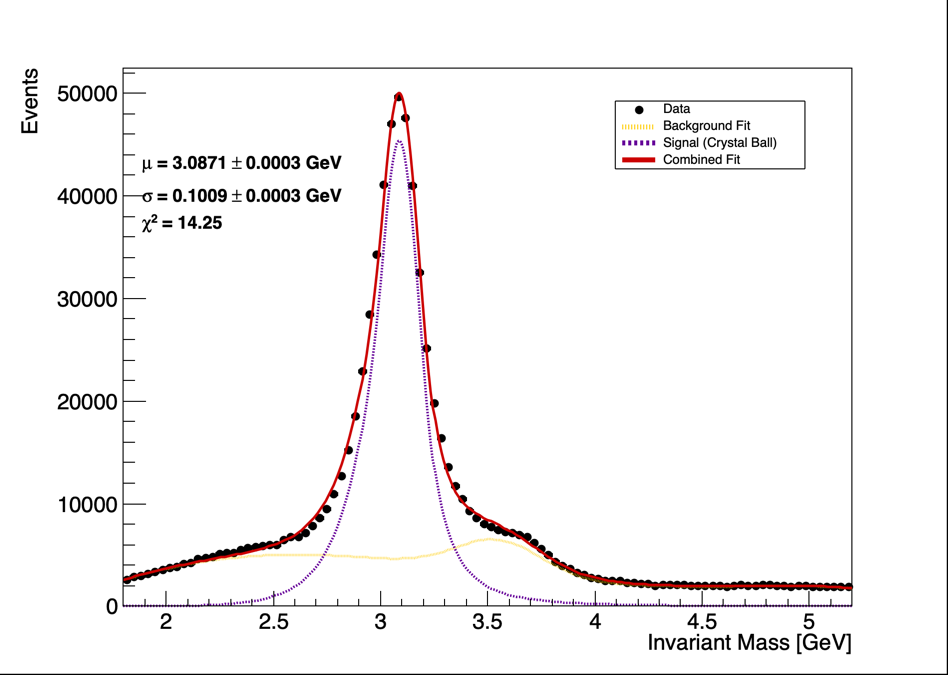 Events
50000
40000
30000
20000
10000
0
μ = 3.0871 ± 0.0003 GeV
σ = 0.1009 ± 0.0003 GeV
χ² = 14.25
Data
Background Fit
Signal (Crystal Ball)
Combined Fit
2 2.5 3 3.5 4 4.5 5
Invariant Mass [GeV]